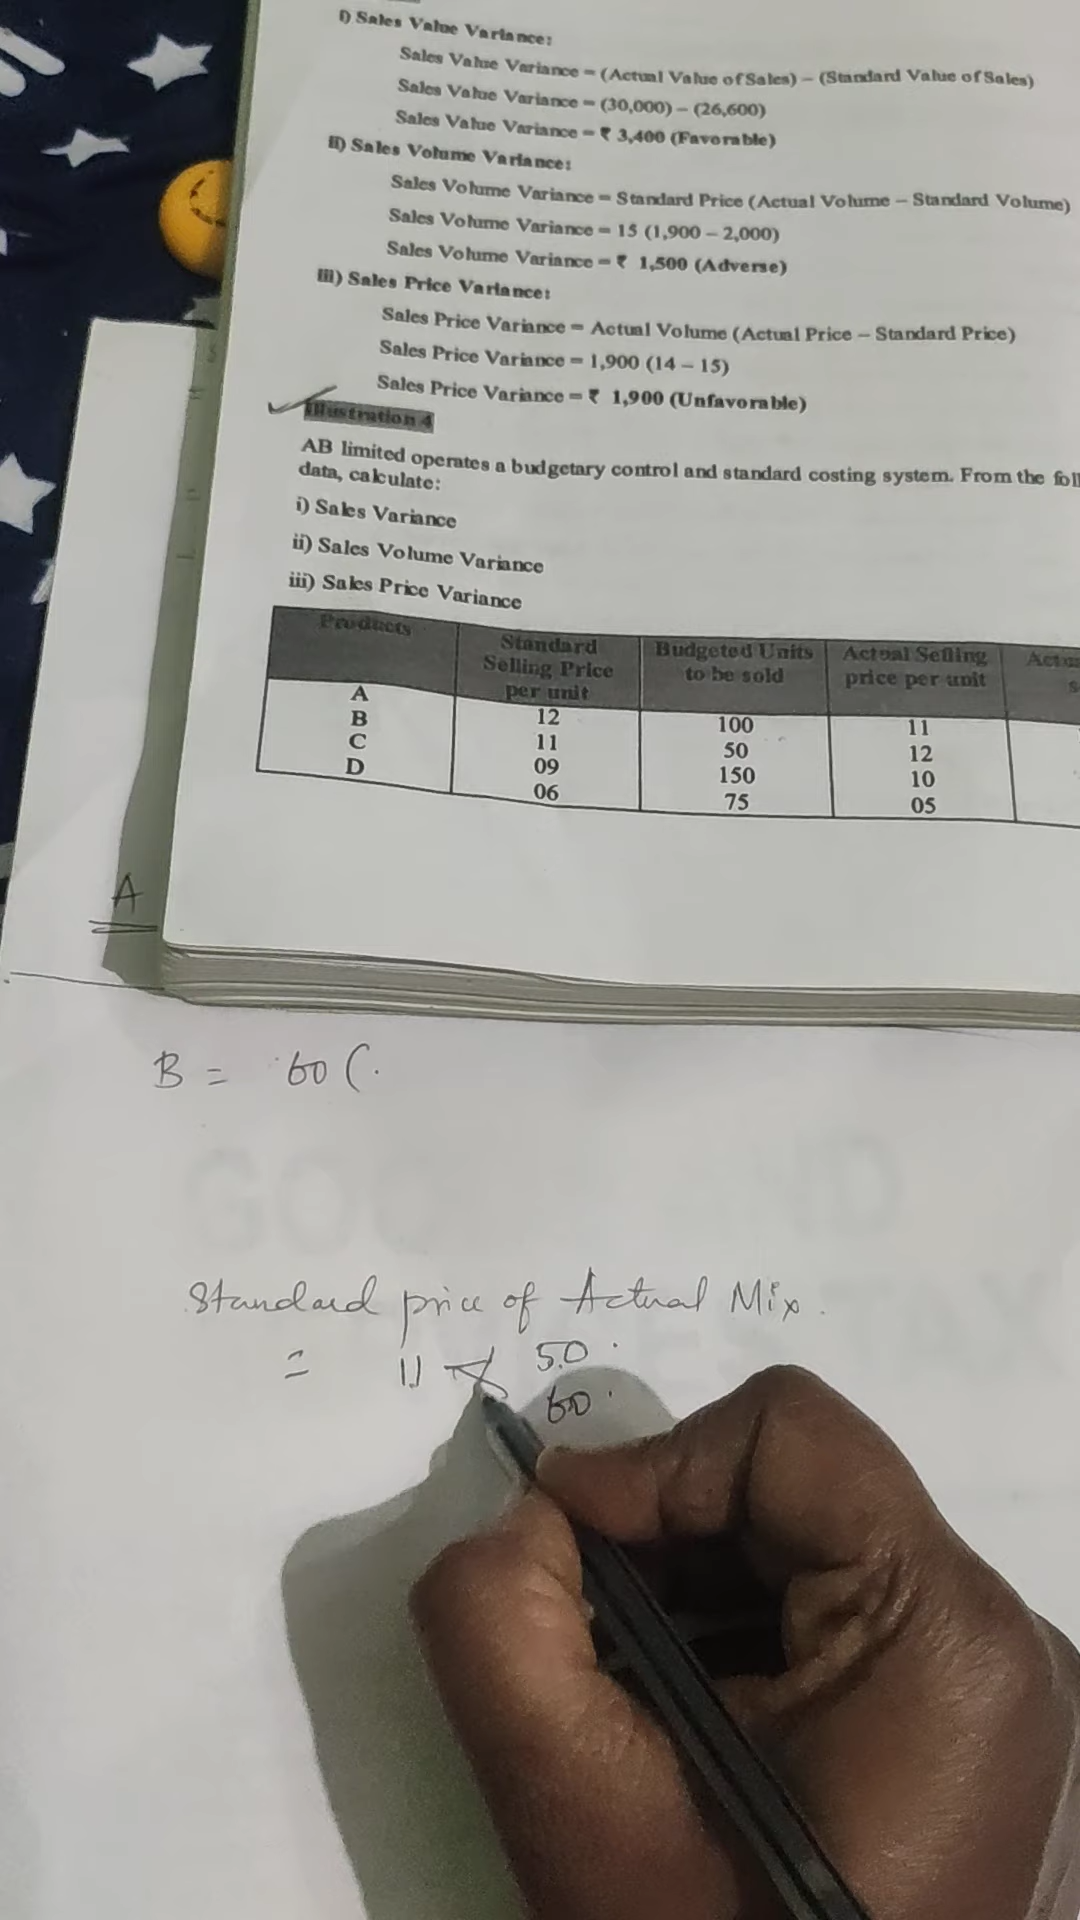 i) Sales Value Variance:
Sales Value Variance = (Actual Value of Sales) – (Standard Value of Sales)
Sales Value Variance = (30,000) – (26,600)
Sales Value Variance = ₹ 3,400 (Favorable)
II) Sales Volume Variance:
Sales Volume Variance = Standard Price (Actual Volume – Standard Volume)
Sales Volume Variance = 15 (1,900 – 2,000)
Sales Volume Variance = ₹ 1,500 (Adverse)
iii) Sales Price Variance:
Sales Price Variance = Actual Volume (Actual Price – Standard Price)
Sales Price Variance = 1,900 (14 – 15)
Sales Price Variance = ₹ 1,900 (Unfavorable)
Illustration 4
AB limited operates a budgetary control and standard costing system. From the foll
data, calculate:
i) Sales Variance
ii) Sales Volume Variance
iii) Sales Price Variance
Products Standard Selling Price per unit Budgeted Units to be sold Actual Selling price per unit
A 12 100 11
B 11 50 12
C 09 150 10
D 06 75 05
A
B = 60 (.
Standard price of Actual Mix.
= 11 × 50
60